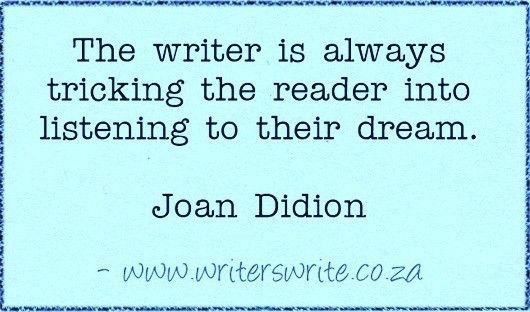 The writer is always
tricking the reader into
listening to their dream.
Joan Didion
- www.writerswrite.co.za